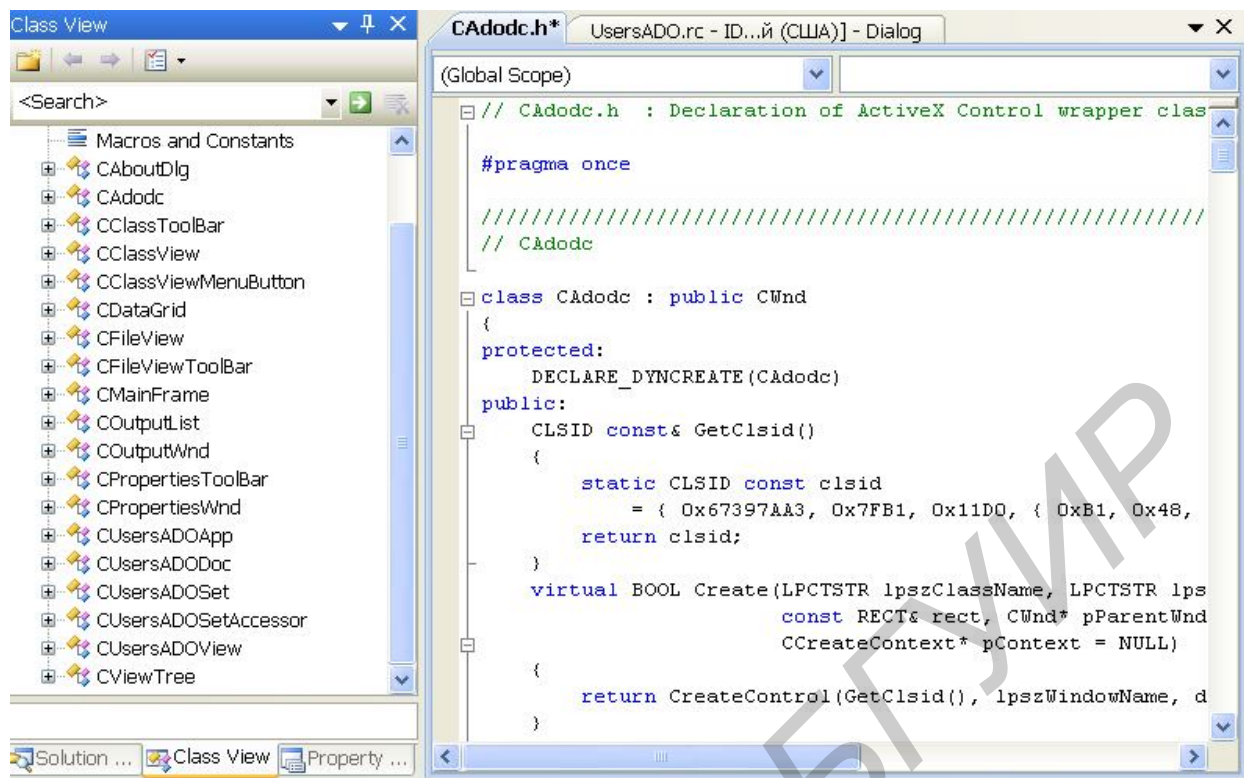 Class View
<Search>
Macros and Constants
CAboutDlg
CAdodc
CClassToolBar
CClassView
CClassViewMenuButton
CDataGrid
CFileView
CFileViewToolBar
CMainFrame
COutputList
COutputWnd
CPropertiesToolBar
CPropertiesWnd
CUsersADOApp
CUsersADODoc
CUsersADOSet
CUsersADOSetAccessor
CUsersADOView
CViewTree
Solution ... Class View Property ...
CAdodc.h* UsersADO.rc - ID...й (США)] - Dialog
(Global Scope)
// CAdodc.h : Declaration of ActiveX Control wrapper clas
#pragma once
/////////////////////////////////////////////////////////
// CAdodc
class CAdodc : public CWnd
{
protected:
DECLARE_DYNCREATE(CAdodc)
public:
CLSID const& GetClsid()
{
static CLSID const clsid
= { 0x67397AA3, 0x7FB1, 0x11D0, { 0xB1, 0x48,
return clsid;
}
virtual BOOL Create(LPCTSTR lpszClassName, LPCTSTR lps
const RECT& rect, CWnd* pParentWnd
CCreateContext* pContext = NULL)
{
return CreateControl(GetClsid(), lpszWindowName, d
}
БГУИР